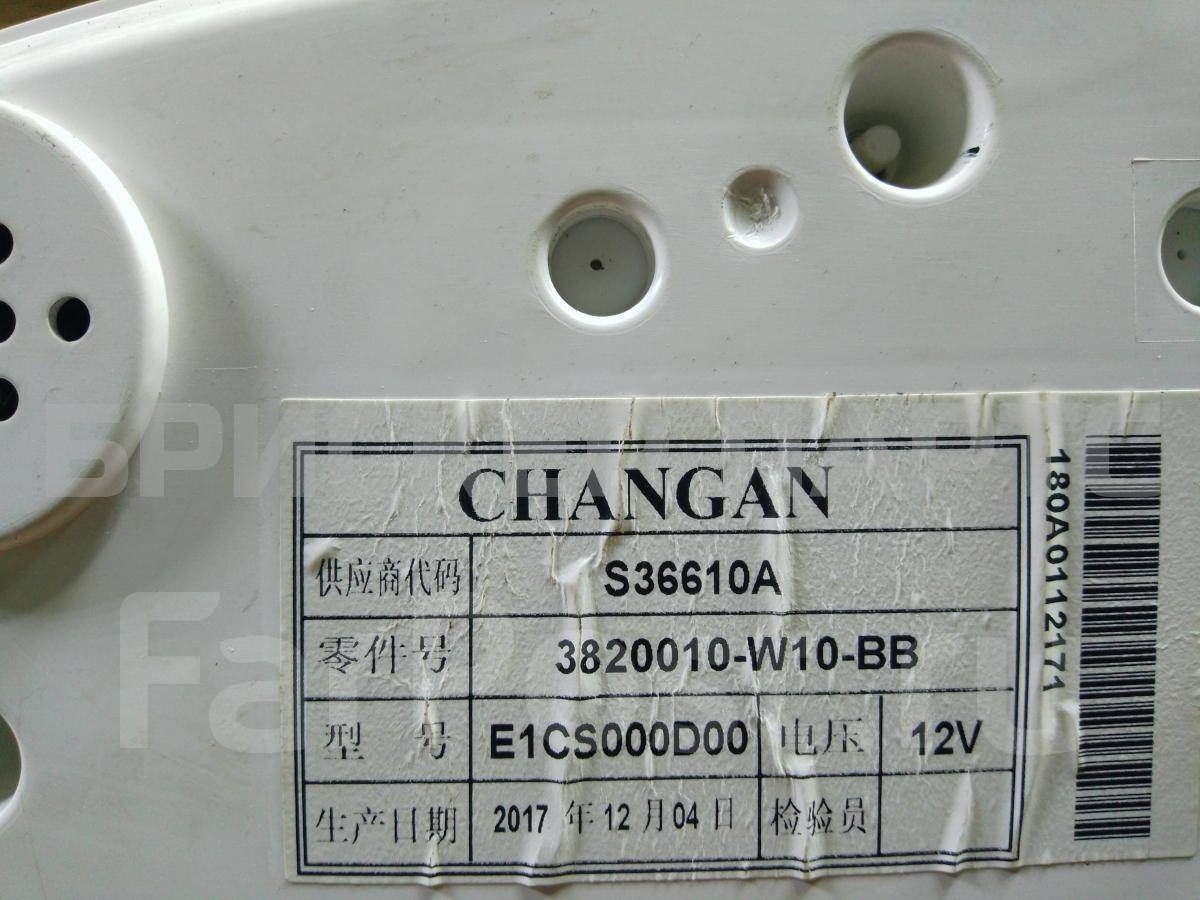 CHANGAN
供应商代码 S36610A
零件号 3820010-W10-BB
型 号 E1CS000D00 电压 12V
生产日期 2017 年 12 月 04 日 检验员
180A0112171